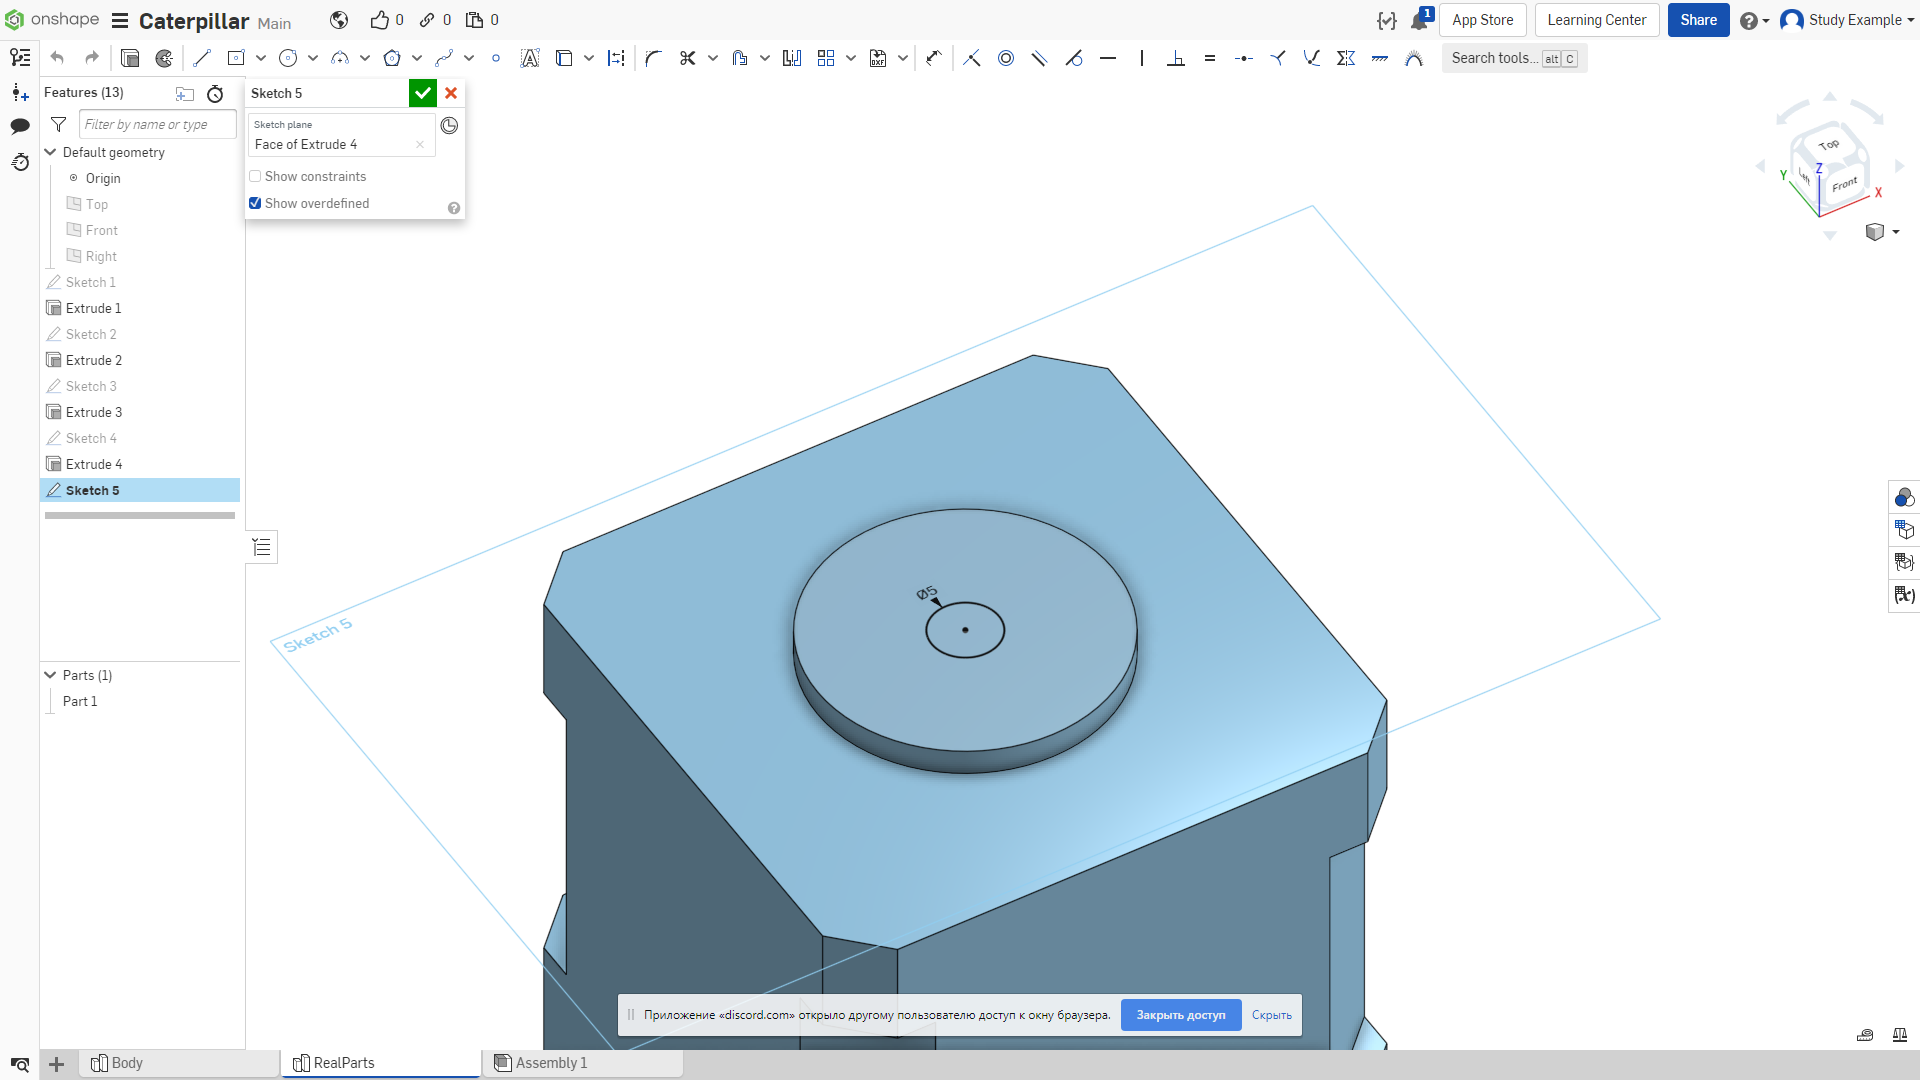 onshape
Caterpillar Main
0
0
0
1
App Store
Learning Center
Share
Study Example
Search tools... alt C
Features (13)
Filter by name or type
Default geometry
Origin
Top
Front
Right
Sketch 1
Extrude 1
Sketch 2
Extrude 2
Sketch 3
Extrude 3
Sketch 4
Extrude 4
Sketch 5
Parts (1)
Part 1
Sketch 5
Sketch plane
Face of Extrude 4
Show constraints
Show overdefined
Sketch 5
Ø5
Top
Left
Front
Z
Y
X
Приложение «discord.com» открыло другому пользователю доступ к окну браузера.
Закрыть доступ
Скрыть
Body
RealParts
Assembly 1